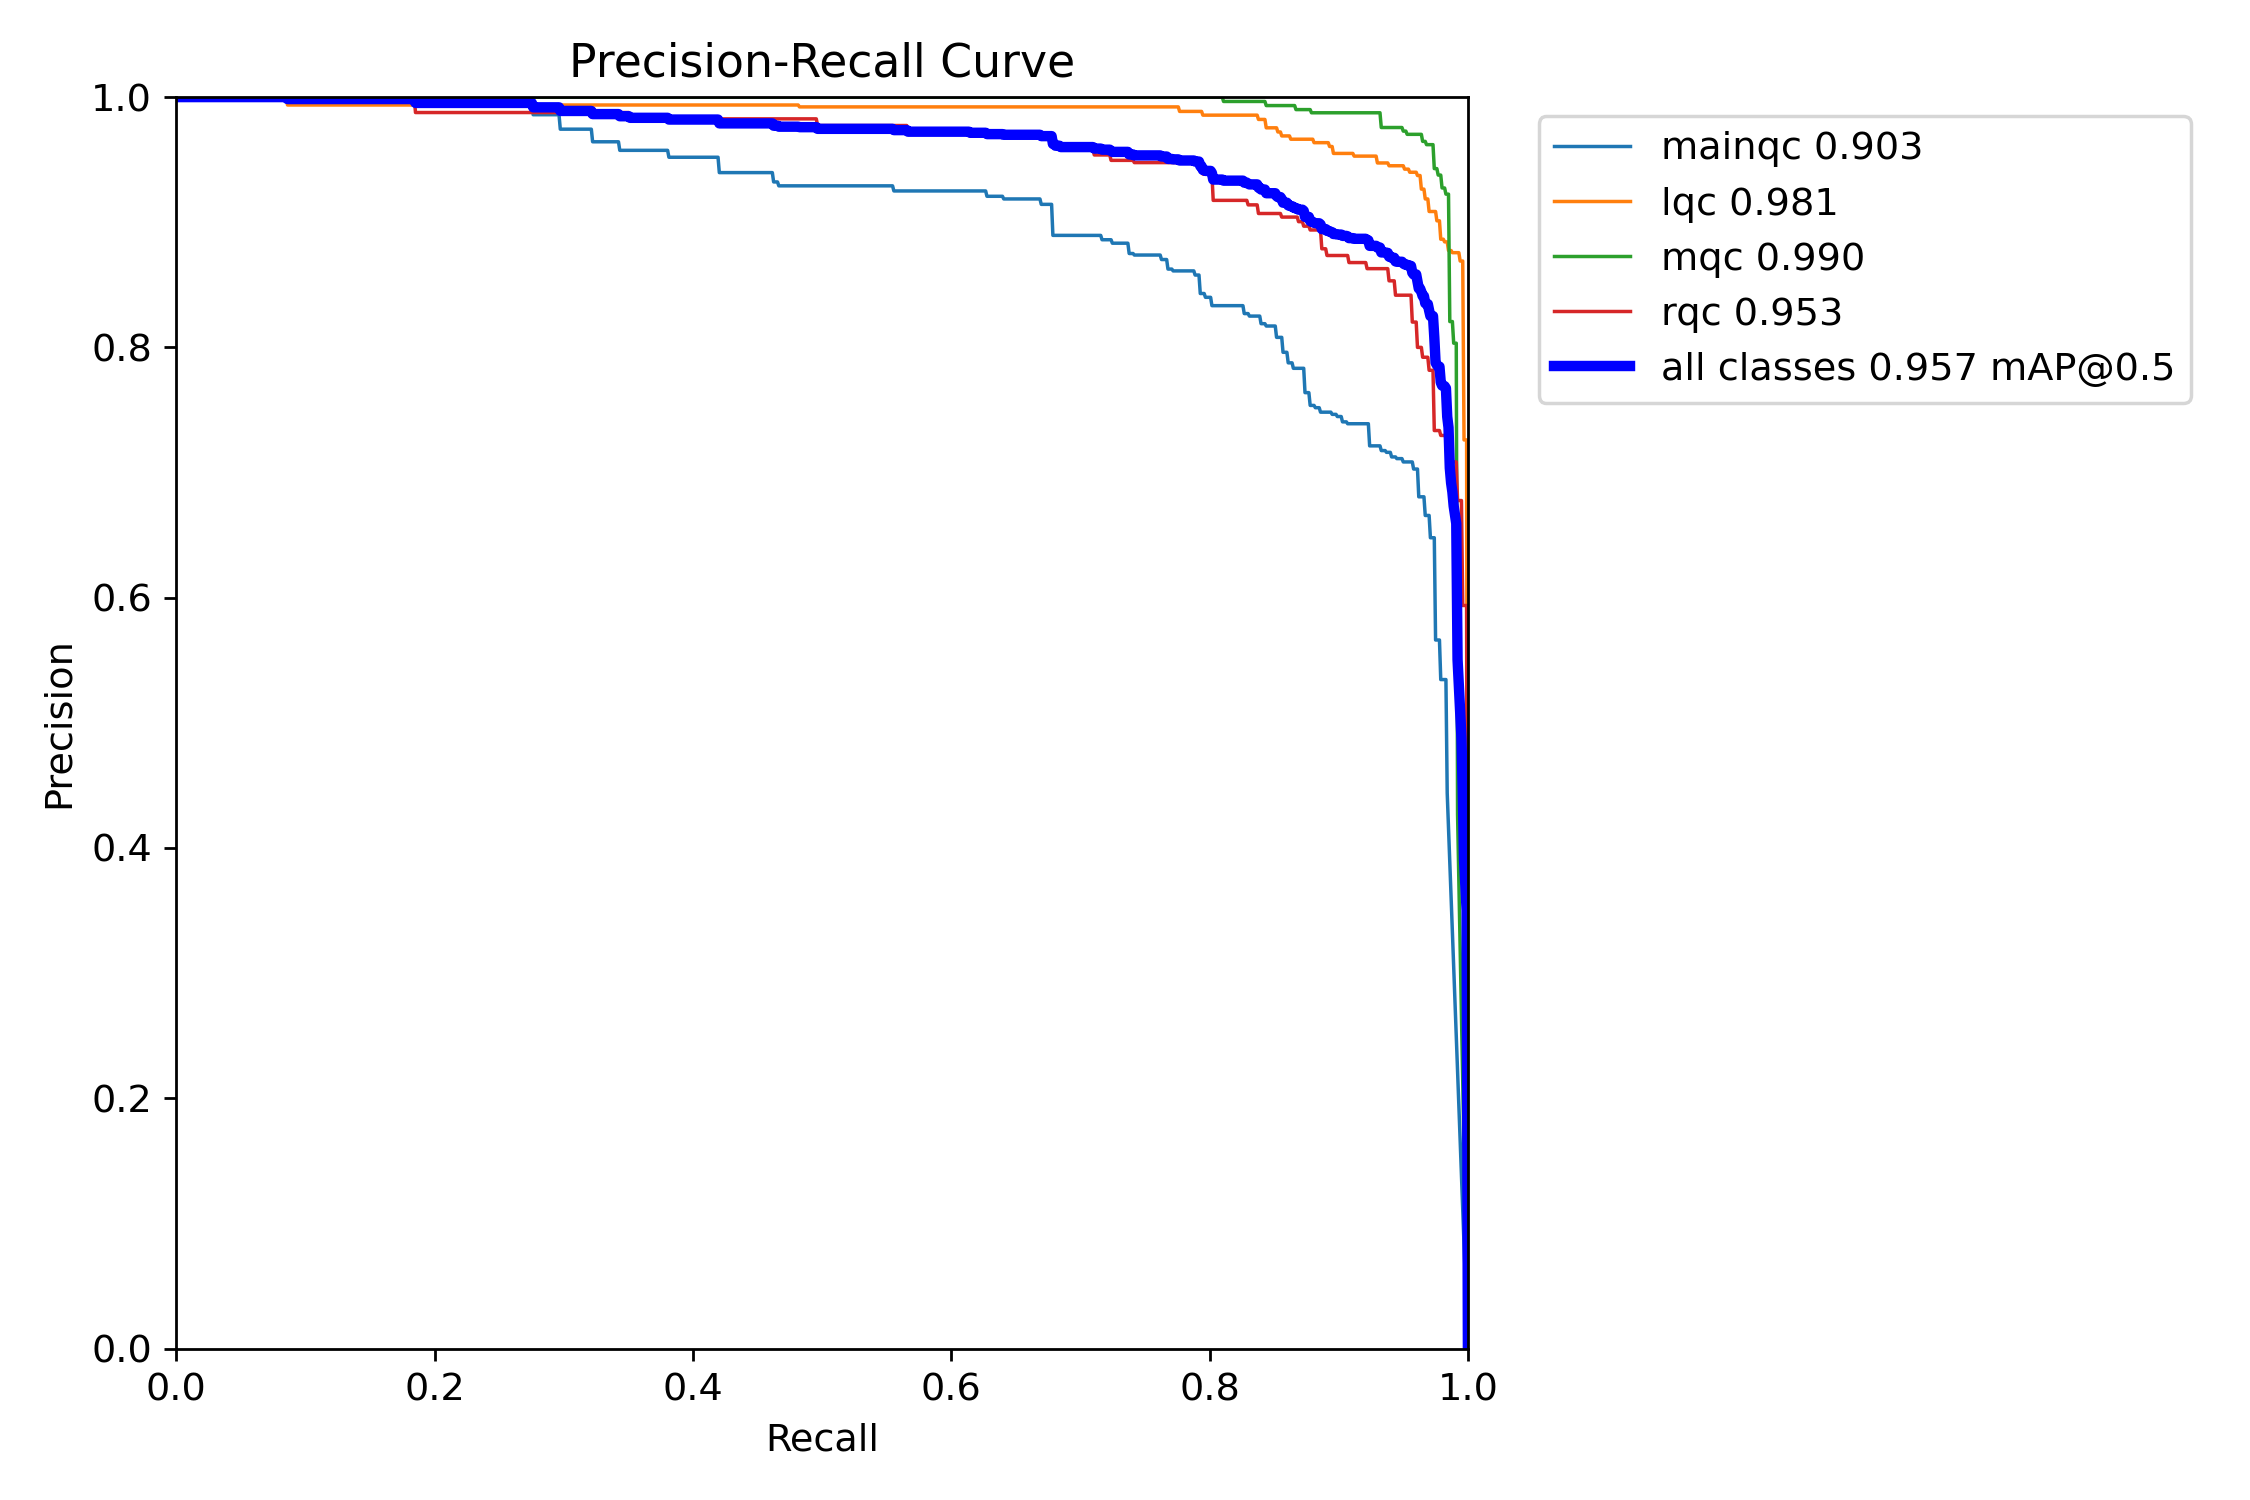 Precision-Recall Curve
1.0
0.8
0.6
0.4
0.2
0.0
Precision
0.0 0.2 0.4 0.6 0.8 1.0
Recall
mainqc 0.903
lqc 0.981
mqc 0.990
rqc 0.953
all classes 0.957 mAP@0.5